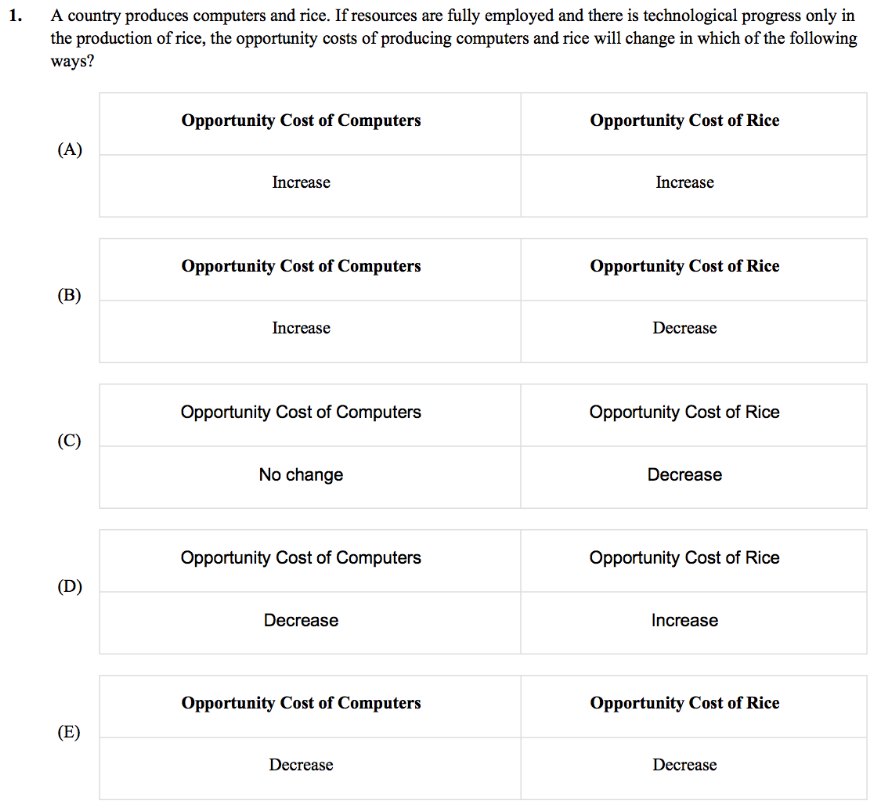 1. A country produces computers and rice. If resources are fully employed and there is technological progress only in
the production of rice, the opportunity costs of producing computers and rice will change in which of the following
ways?
Opportunity Cost of Computers Opportunity Cost of Rice
(A)
Increase Increase
Opportunity Cost of Computers Opportunity Cost of Rice
(B)
Increase Decrease
Opportunity Cost of Computers Opportunity Cost of Rice
(C)
No change Decrease
Opportunity Cost of Computers Opportunity Cost of Rice
(D)
Decrease Increase
Opportunity Cost of Computers Opportunity Cost of Rice
(E)
Decrease Decrease